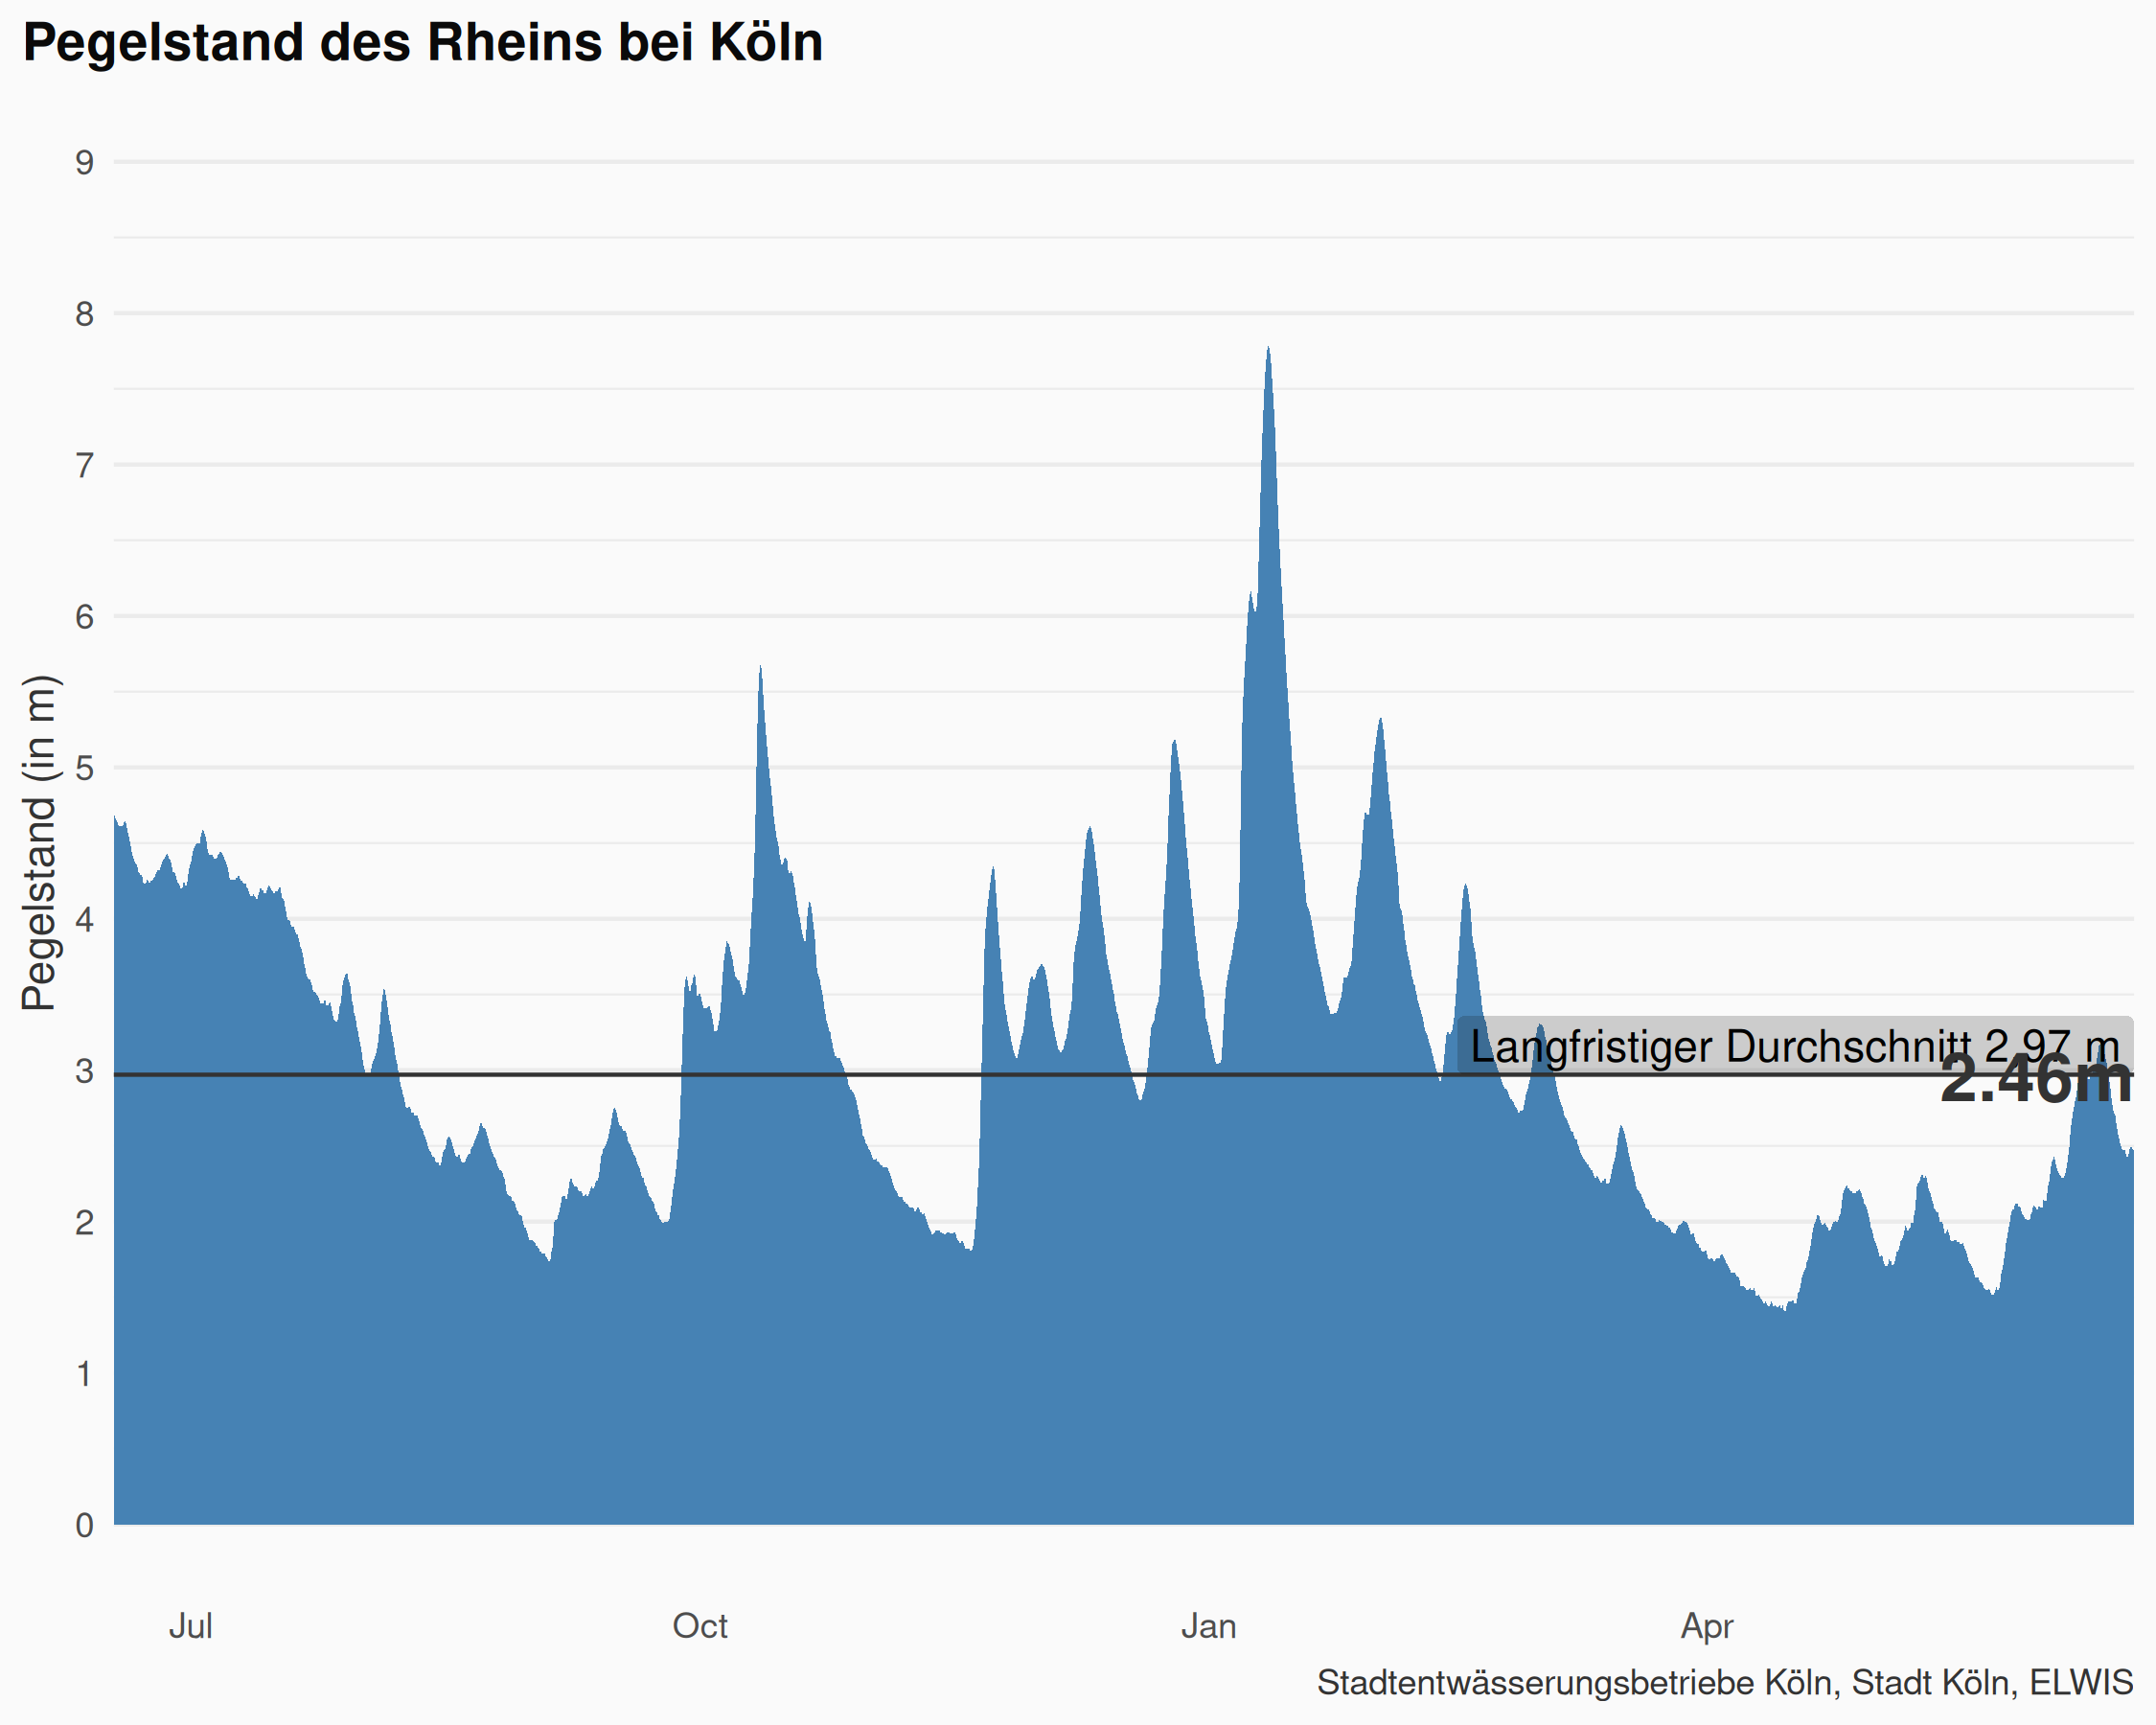 Pegelstand des Rheins bei Köln
Pegelstand (in m)
9
8
7
6
5
4
3
2
1
0
Langfristiger Durchschnitt 2.97 m
2.46m
Jul Oct Jan Apr
Stadtentwässerungsbetriebe Köln, Stadt Köln, ELWIS